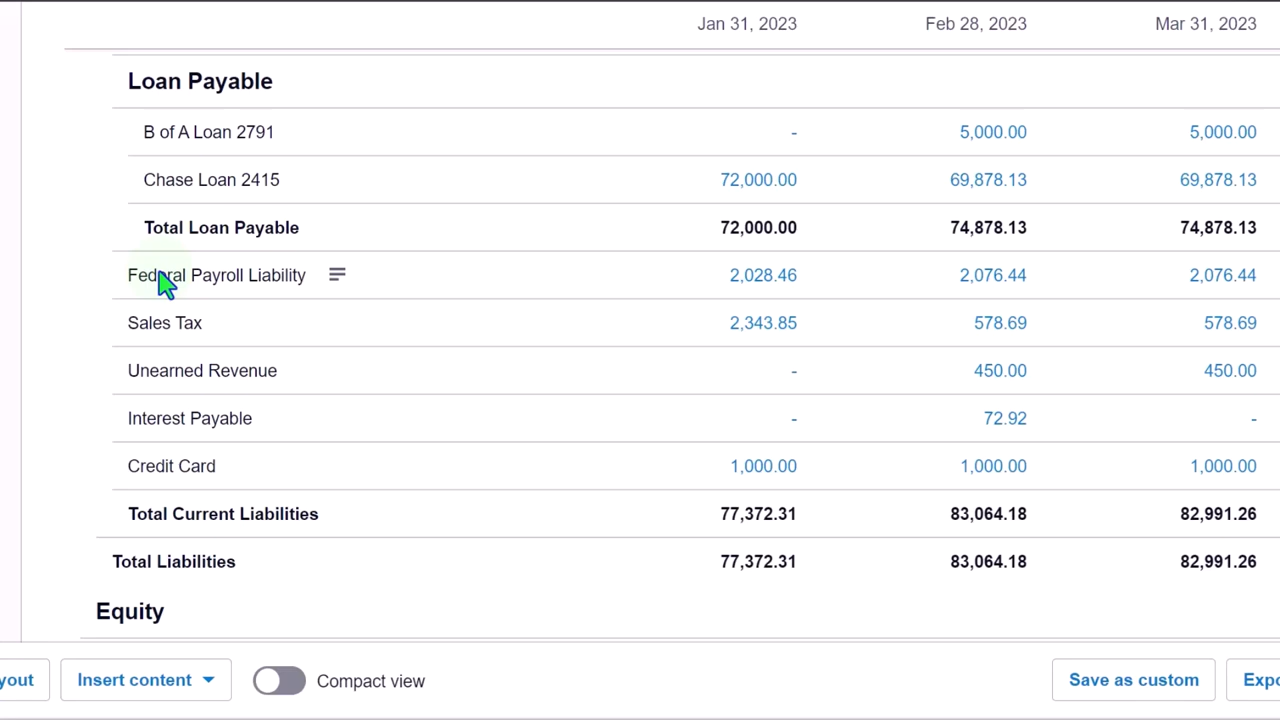 Jan 31, 2023 Feb 28, 2023 Mar 31, 2023
Loan Payable
B of A Loan 2791 - 5,000.00 5,000.00
Chase Loan 2415 72,000.00 69,878.13 69,878.13
Total Loan Payable 72,000.00 74,878.13 74,878.13
Federal Payroll Liability 2,028.46 2,076.44 2,076.44
Sales Tax 2,343.85 578.69 578.69
Unearned Revenue - 450.00 450.00
Interest Payable - 72.92 -
Credit Card 1,000.00 1,000.00 1,000.00
Total Current Liabilities 77,372.31 83,064.18 82,991.26
Total Liabilities 77,372.31 83,064.18 82,991.26
Equity
yout Insert content Compact view Save as custom Expo